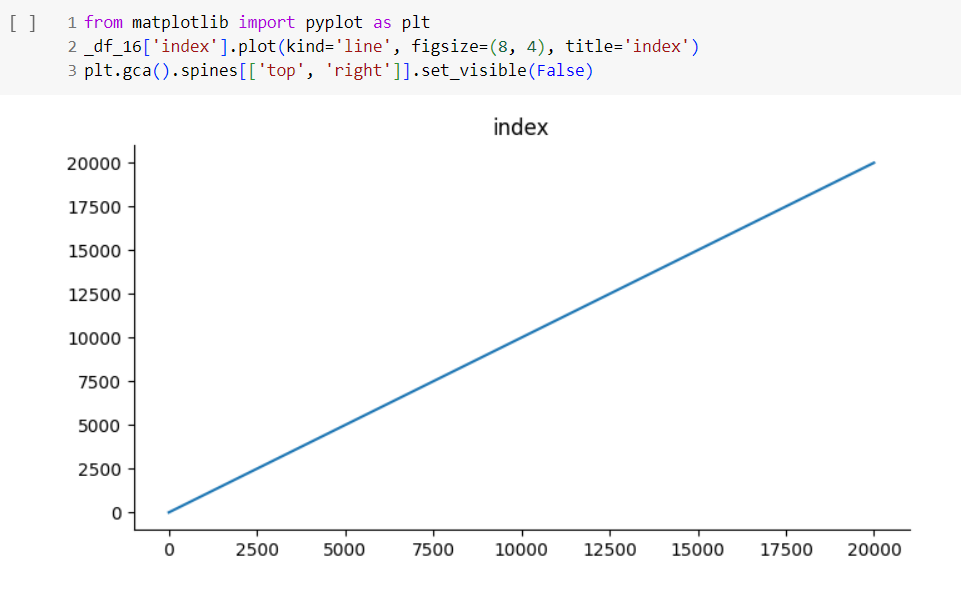 [ ] 1 from matplotlib import pyplot as plt
2 _df_16['index'].plot(kind='line', figsize=(8, 4), title='index')
3 plt.gca().spines[['top', 'right']].set_visible(False)
index
20000
17500
15000
12500
10000
7500
5000
2500
0
0 2500 5000 7500 10000 12500 15000 17500 20000